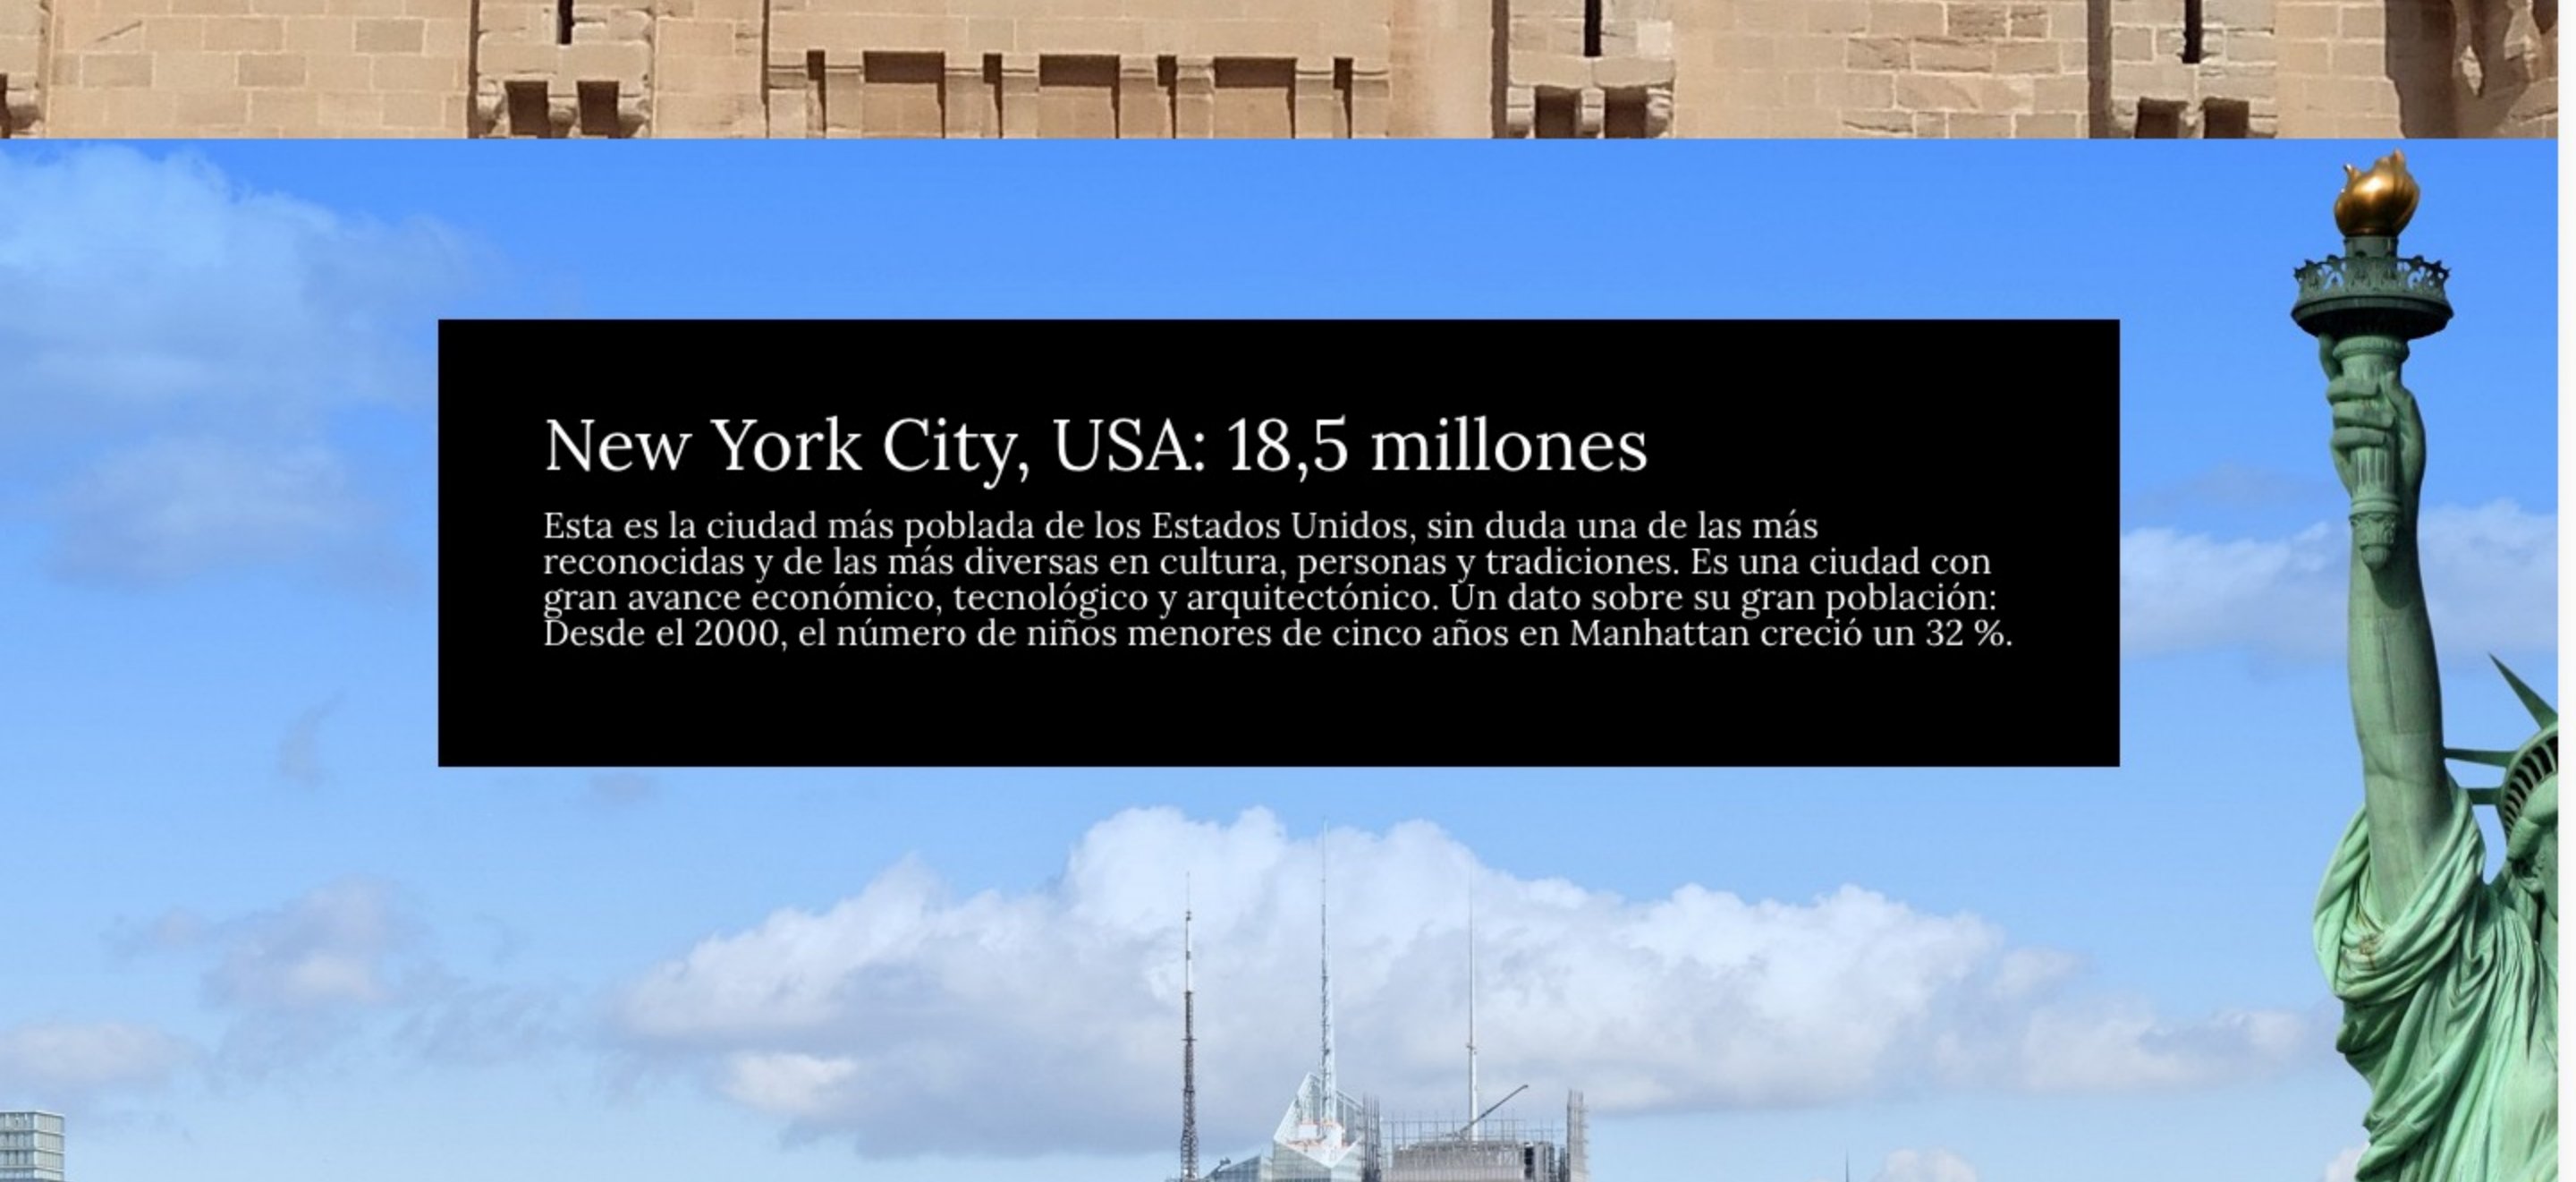 New York City, USA: 18,5 millones
Esta es la ciudad más poblada de los Estados Unidos, sin duda una de las más
reconocidas y de las más diversas en cultura, personas y tradiciones. Es una ciudad con
gran avance económico, tecnológico y arquitectónico. Un dato sobre su gran población:
Desde el 2000, el número de niños menores de cinco años en Manhattan creció un 32 %.